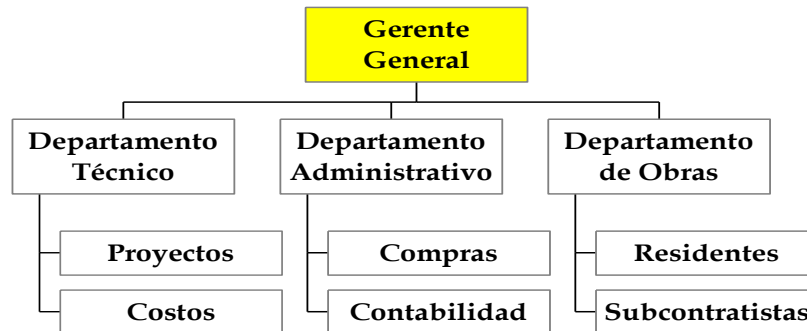 Gerente
General
Departamento
Técnico
Departamento
Administrativo
Departamento
de Obras
Proyectos
Compras
Residentes
Costos
Contabilidad
Subcontratistas